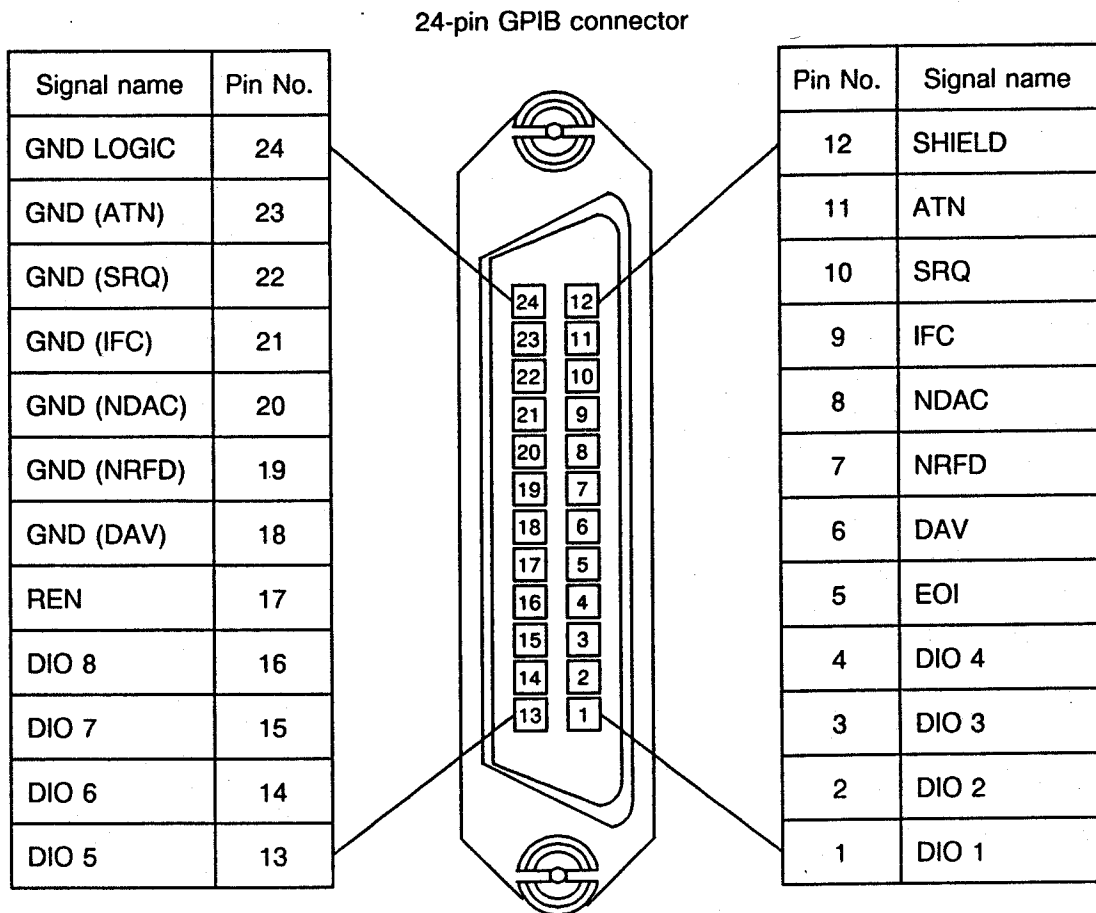 24-pin GPIB connector
Signal name Pin No.
GND LOGIC 24
GND (ATN) 23
GND (SRQ) 22
GND (IFC) 21
GND (NDAC) 20
GND (NRFD) 19
GND (DAV) 18
REN 17
DIO 8 16
DIO 7 15
DIO 6 14
DIO 5 13
24 12
23 11
22 10
21 9
20 8
19 7
18 6
17 5
16 4
15 3
14 2
13 1
Pin No. Signal name
12 SHIELD
11 ATN
10 SRQ
9 IFC
8 NDAC
7 NRFD
6 DAV
5 EOI
4 DIO 4
3 DIO 3
2 DIO 2
1 DIO 1